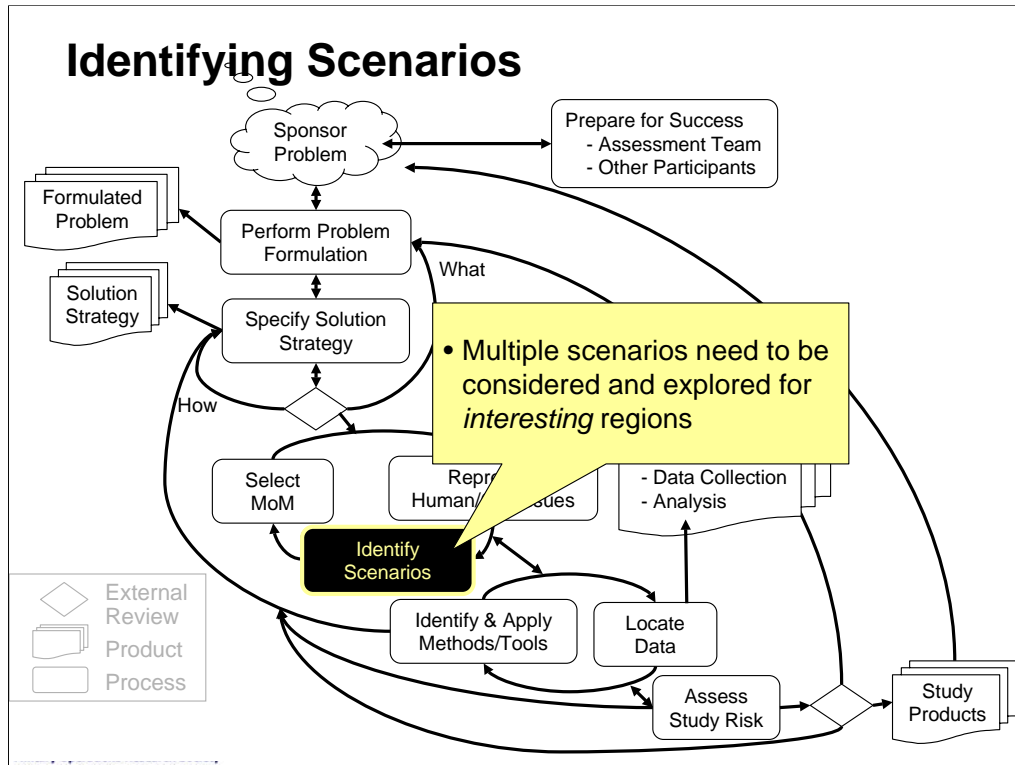 Identifying Scenarios
Sponsor
Problem
Prepare for Success
- Assessment Team
- Other Participants
Formulated
Problem
Perform Problem
Formulation
What
Solution
Strategy
Specify Solution
Strategy
• Multiple scenarios need to be
considered and explored for
interesting regions
How
Select
MoM
Human/
- Data Collection
- Analysis
Identify
Scenarios
External
Review
Product
Process
Identify & Apply
Methods/Tools
Locate
Data
Assess
Study Risk
Study
Products